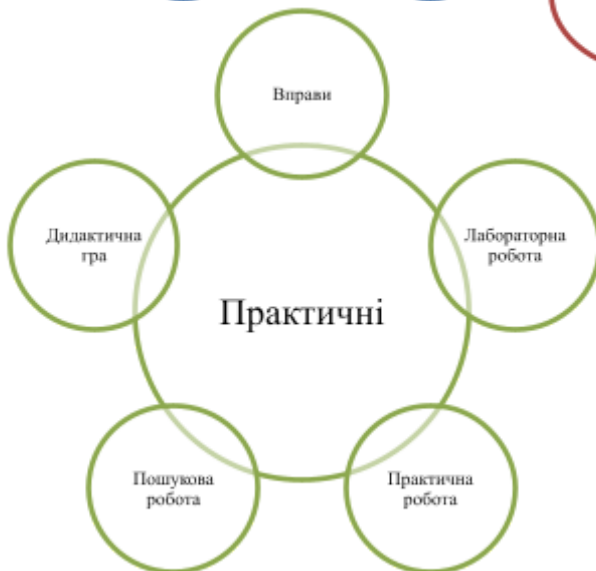 Вправи
Дидактична
гра
Лабораторна
робота
Практичні
Пошукова
робота
Практична
робота